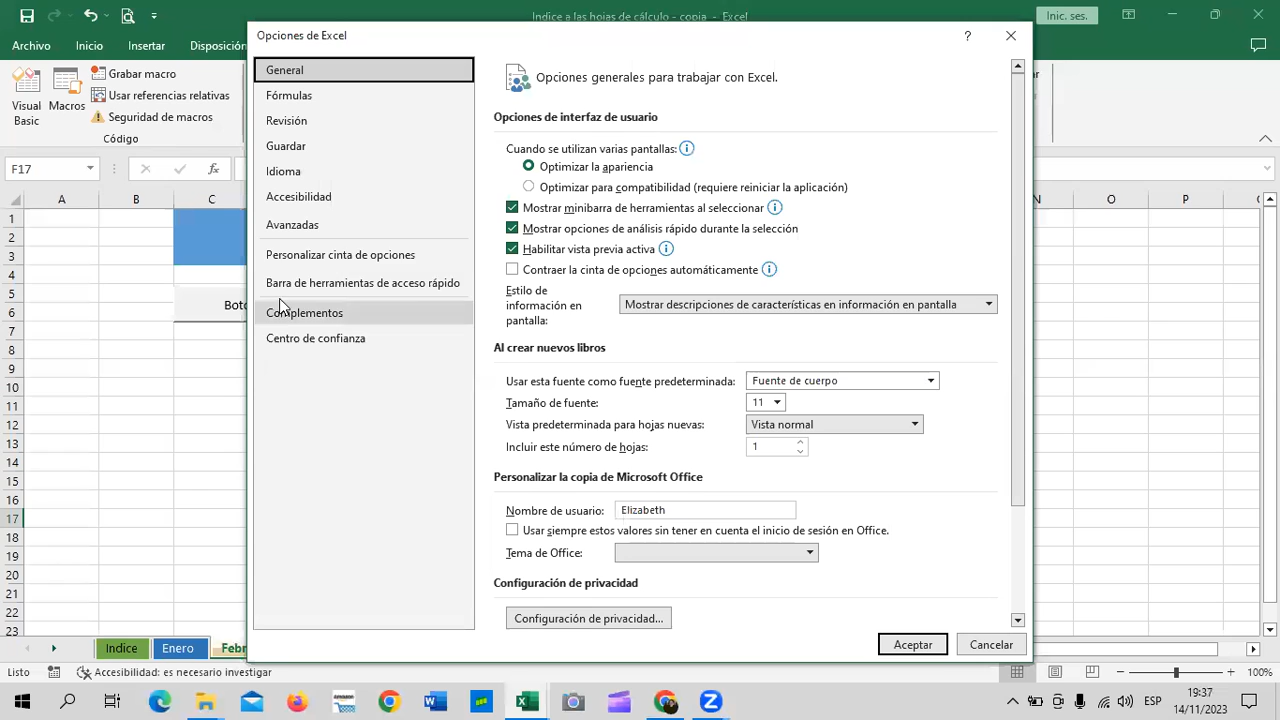 Indice a las hojas de cálculo - copia - Excel
Inic. ses.
Archivo
Inicio
Insertar
Disposición
Opciones de Excel
Visual Basic
Macros
Grabar macro
Usar referencias relativas
Seguridad de macros
Código
F17
fx
A
B
C
N
O
P
1
2
3
4
5
6
7
8
9
10
11
12
13
14
15
16
17
18
19
20
21
22
23
General
Fórmulas
Revisión
Guardar
Idioma
Accesibilidad
Avanzadas
Personalizar cinta de opciones
Barra de herramientas de acceso rápido
Complementos
Centro de confianza
Opciones generales para trabajar con Excel.
Opciones de interfaz de usuario
Cuando se utilizan varias pantallas:
Optimizar la apariencia
Optimizar para compatibilidad (requiere reiniciar la aplicación)
Mostrar minibarra de herramientas al seleccionar
Mostrar opciones de análisis rápido durante la selección
Habilitar vista previa activa
Contraer la cinta de opciones automáticamente
Estilo de
información en
pantalla:
Mostrar descripciones de características en información en pantalla
Al crear nuevos libros
Usar esta fuente como fuente predeterminada: Fuente de cuerpo
Tamaño de fuente: 11
Vista predeterminada para hojas nuevas: Vista normal
Incluir este número de hojas: 1
Personalizar la copia de Microsoft Office
Nombre de usuario: Elizabeth
Usar siempre estos valores sin tener en cuenta el inicio de sesión en Office.
Tema de Office:
Configuración de privacidad
Configuración de privacidad...
Aceptar
Cancelar
Indice
Enero
Febr
Listo
Accesibilidad: es necesario investigar
100%
ESP
19:37
14/11/2023